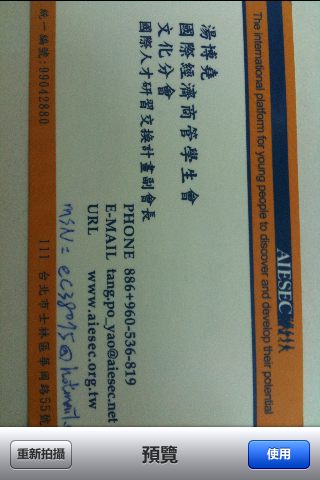 AIESEC
The international platform for young people to discover and develop their potential
湯博堯
國際經濟商管學生會
文化分會
國際人才研習交換計畫副會長
PHONE 886+960-536-819
E-MAIL tang.po_yao@aiesec.net
URL www.aiesec.org.tw
MSN = ec38095@hotmail.
統一編號:99042880
111 台北市士林區華岡路55號
預覽
重新拍攝
使用